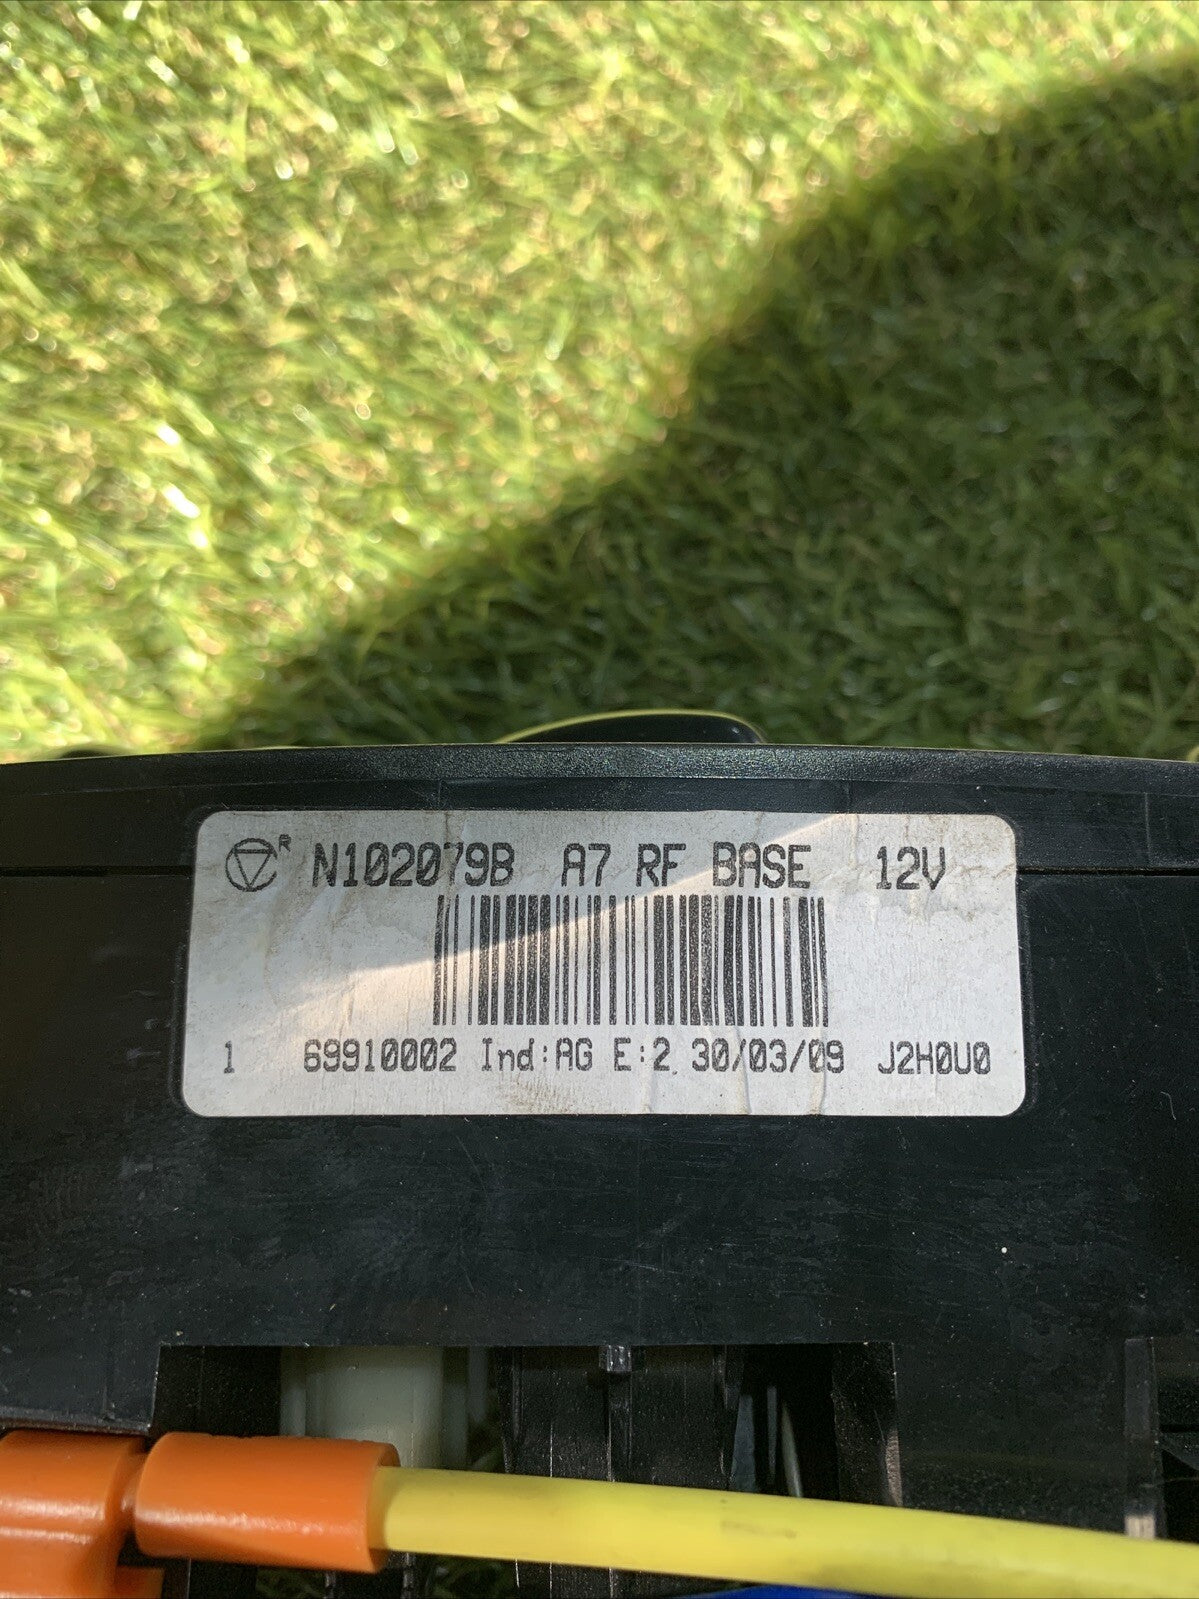 R N102079B A7 RF BASE 12V
1 69910002 Ind:AG E:2 30/03/09 J2H0U0